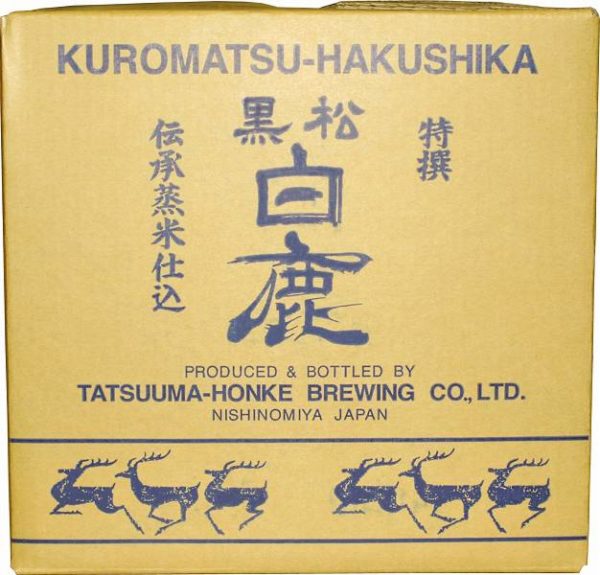 KUROMATSU-HAKUSHIKA
黒松
白鹿
特撰
伝承蒸米仕込
PRODUCED & BOTTLED BY
TATSUUMA-HONKE BREWING CO., LTD.
NISHINOMIYA JAPAN